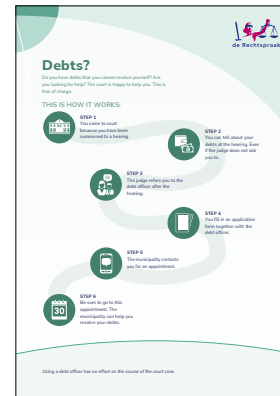 de Rechtspraak
Debts?
Do you have debts that you cannot resolve yourself? Are
you looking for help? The court is happy to help you. This is
free of charge.
THIS IS HOW IT WORKS:
STEP 1
You come to court
because you have been
summoned to a hearing.
STEP 2
You can tell about your
debts at the hearing. Even
if the judge does not ask
you to.
STEP 3
The judge refers you to the
debt officer after the
hearing.
STEP 4
You fill in an application
form together with the
debt officer.
STEP 5
The municipality contacts
you for an appointment.
STEP 6
30
Be sure to go to this
appointment. The
municipality can help you
resolve your debts.
Using a debt officer has no effect on the course of the court case.